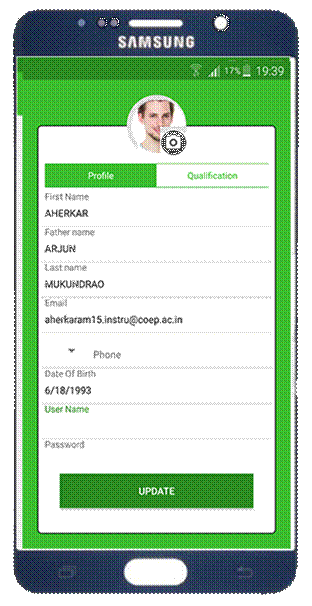 SAMSUNG
17% 19:39
Profile Qualification
First Name
AHERKAR
Father name
ARJUN
Last name
MUKUNDRAO
Email
aherkaram15.instru@coep.ac.in
Phone
Date Of Birth
6/18/1993
User Name
Password
UPDATE